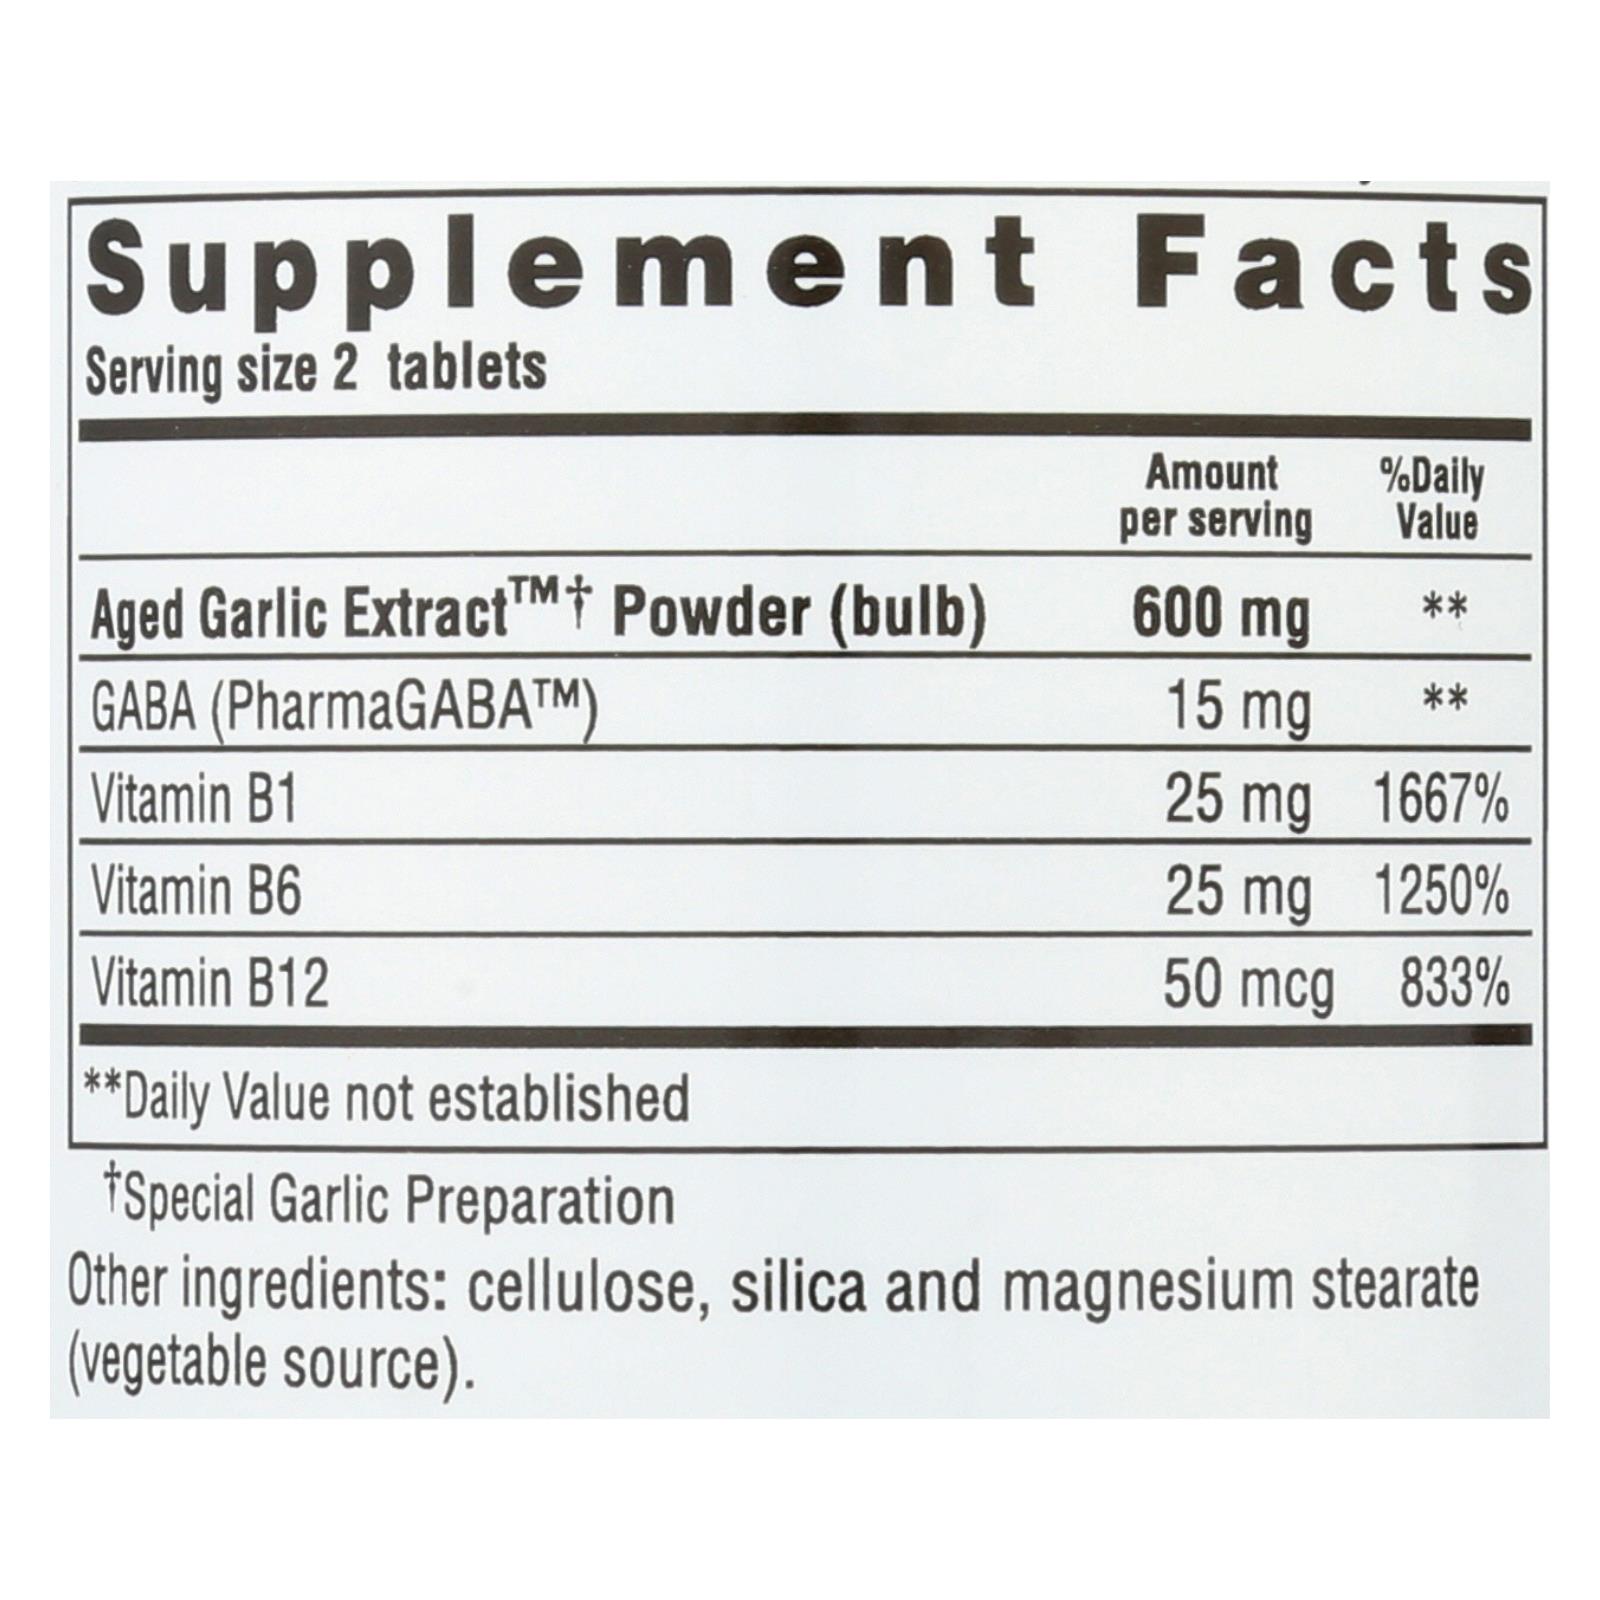 Supplement Facts
Serving size 2 tablets
Amount per serving %Daily Value
Aged Garlic Extract™† Powder (bulb) 600 mg **
GABA (PharmaGABA™) 15 mg **
Vitamin B1 25 mg 1667%
Vitamin B6 25 mg 1250%
Vitamin B12 50 mcg 833%
**Daily Value not established
†Special Garlic Preparation
Other ingredients: cellulose, silica and magnesium stearate
(vegetable source).